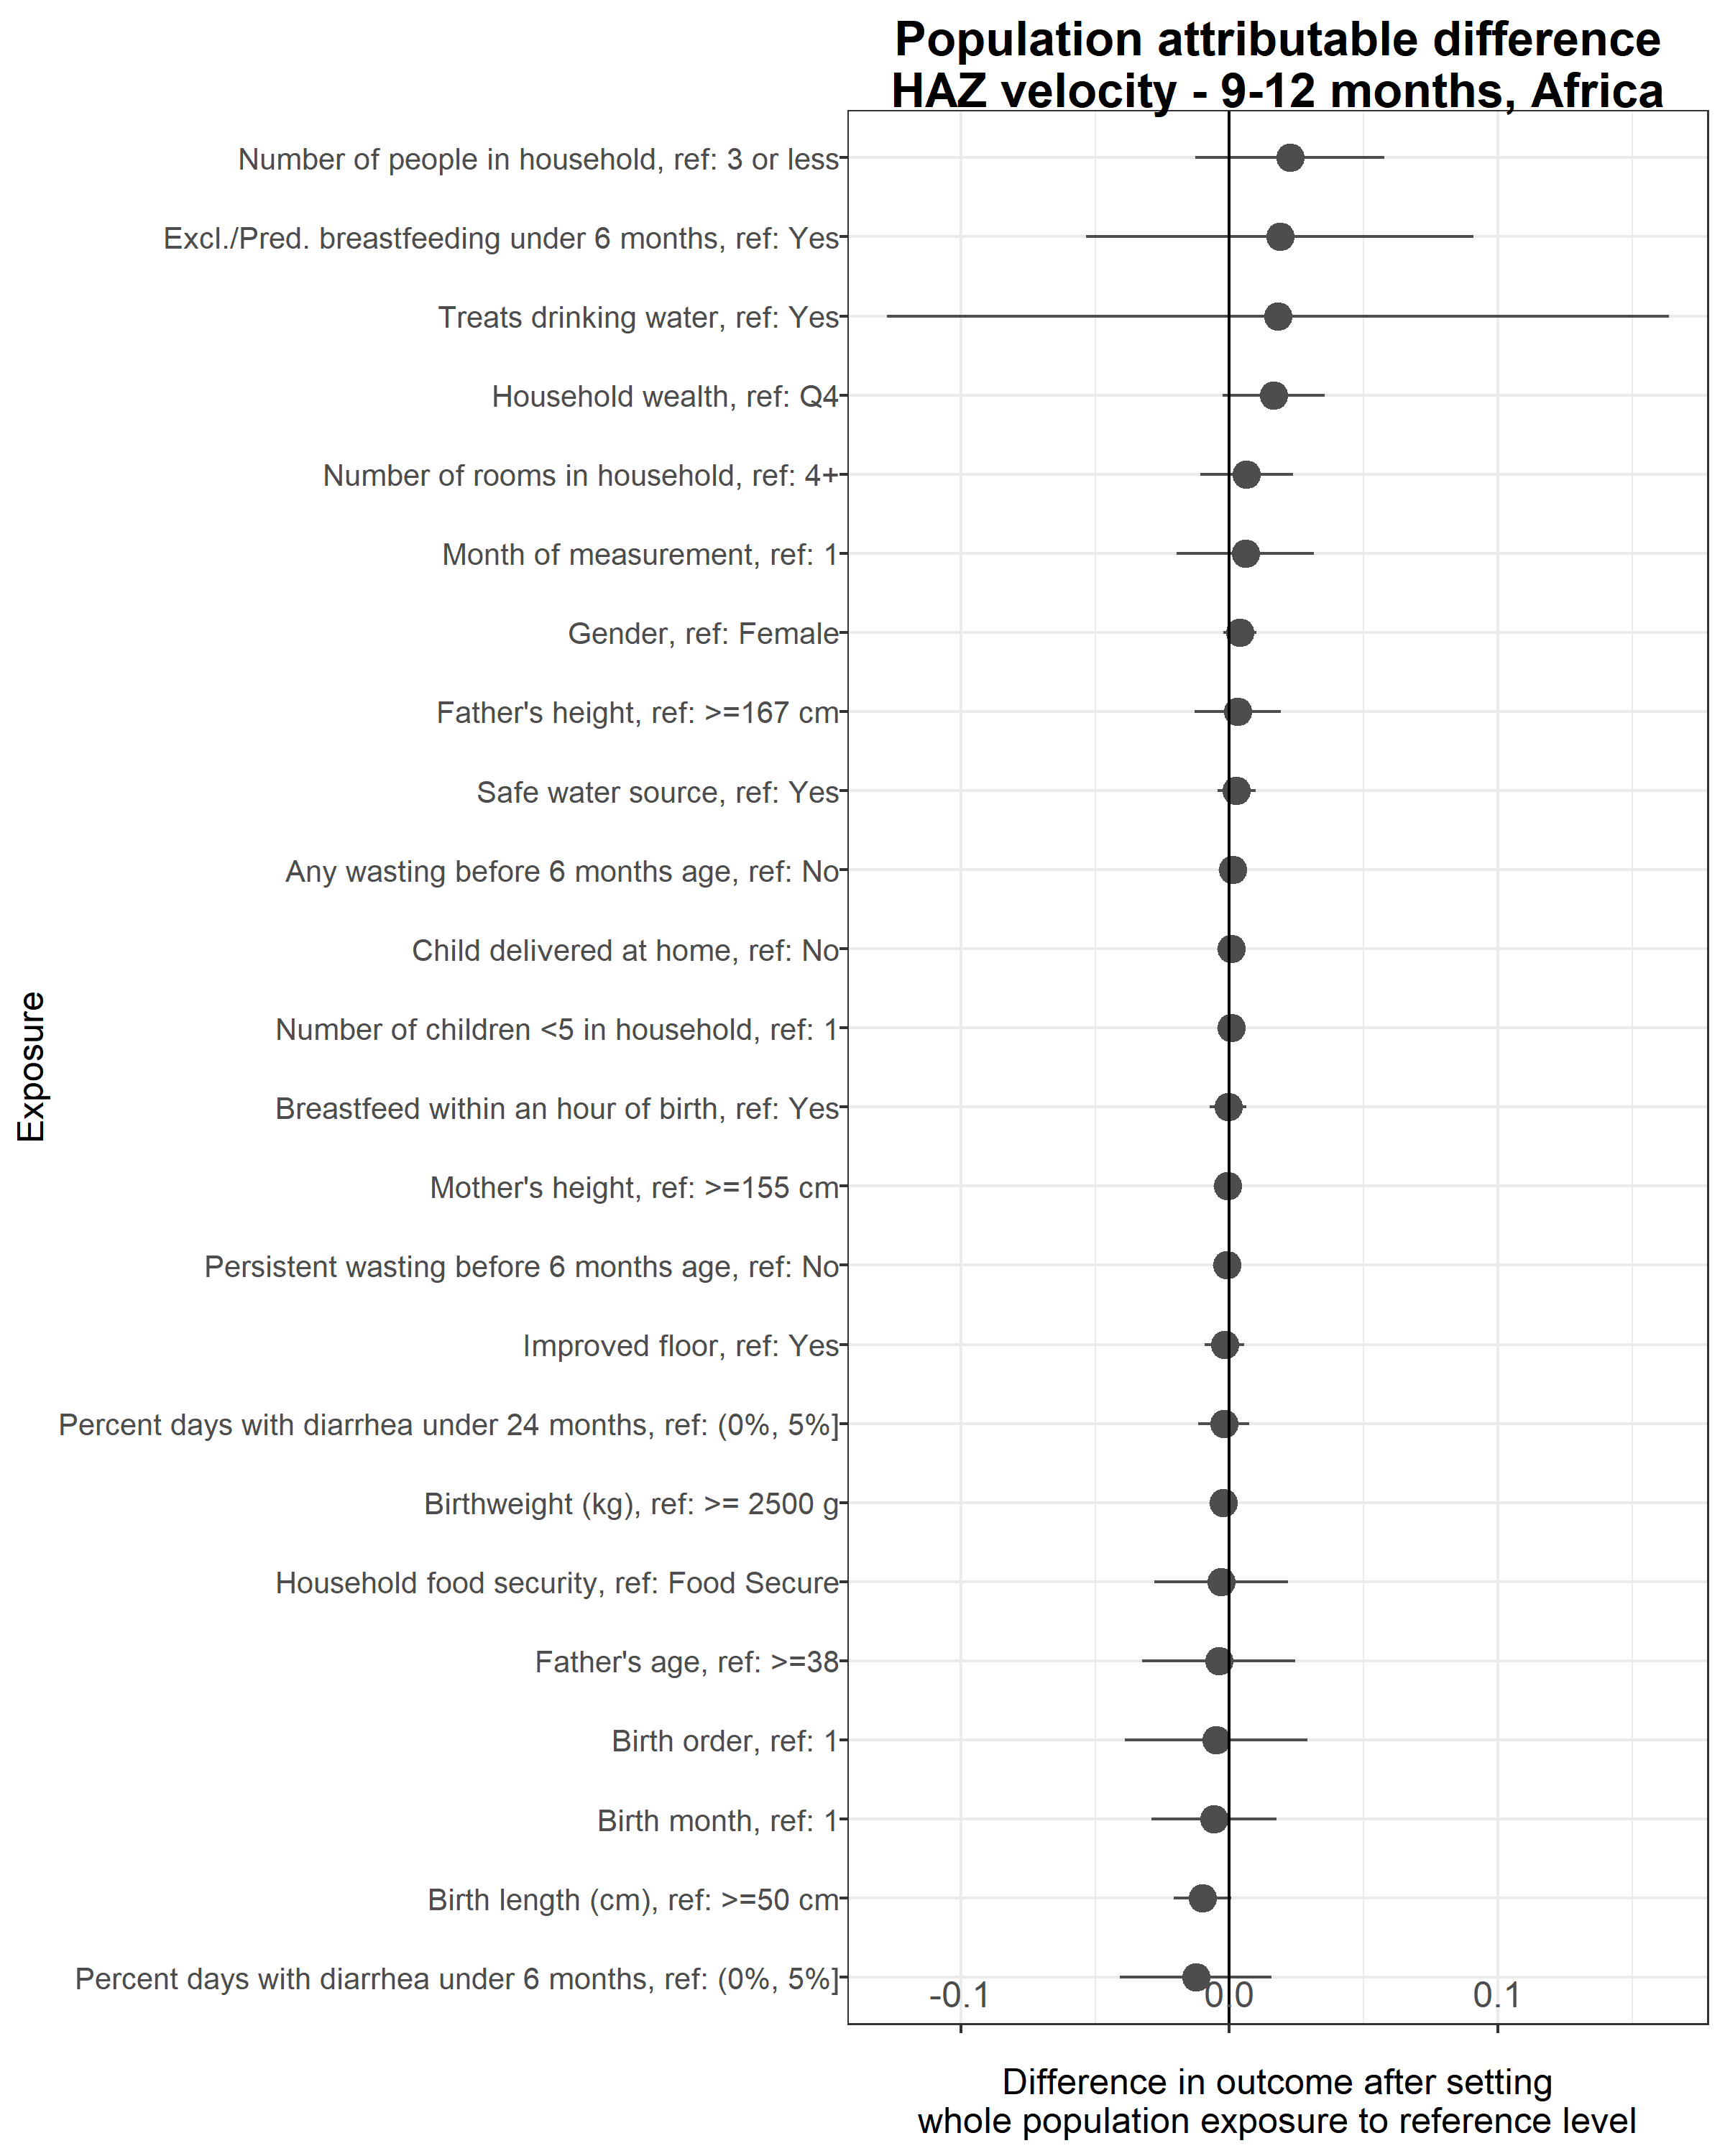 Population attributable difference
HAZ velocity - 9-12 months, Africa
Number of people in household, ref: 3 or less
Excl./Pred. breastfeeding under 6 months, ref: Yes
Treats drinking water, ref: Yes
Household wealth, ref: Q4
Number of rooms in household, ref: 4+
Month of measurement, ref: 1
Gender, ref: Female
Father's height, ref: >=167 cm
Safe water source, ref: Yes
Any wasting before 6 months age, ref: No
Child delivered at home, ref: No
Number of children <5 in household, ref: 1
Breastfeed within an hour of birth, ref: Yes
Mother's height, ref: >=155 cm
Persistent wasting before 6 months age, ref: No
Improved floor, ref: Yes
Percent days with diarrhea under 24 months, ref: (0%, 5%]
Birthweight (kg), ref: >= 2500 g
Household food security, ref: Food Secure
Father's age, ref: >=38
Birth order, ref: 1
Birth month, ref: 1
Birth length (cm), ref: >=50 cm
Percent days with diarrhea under 6 months, ref: (0%, 5%]
Exposure
-0.1 0.0 0.1
Difference in outcome after setting
whole population exposure to reference level